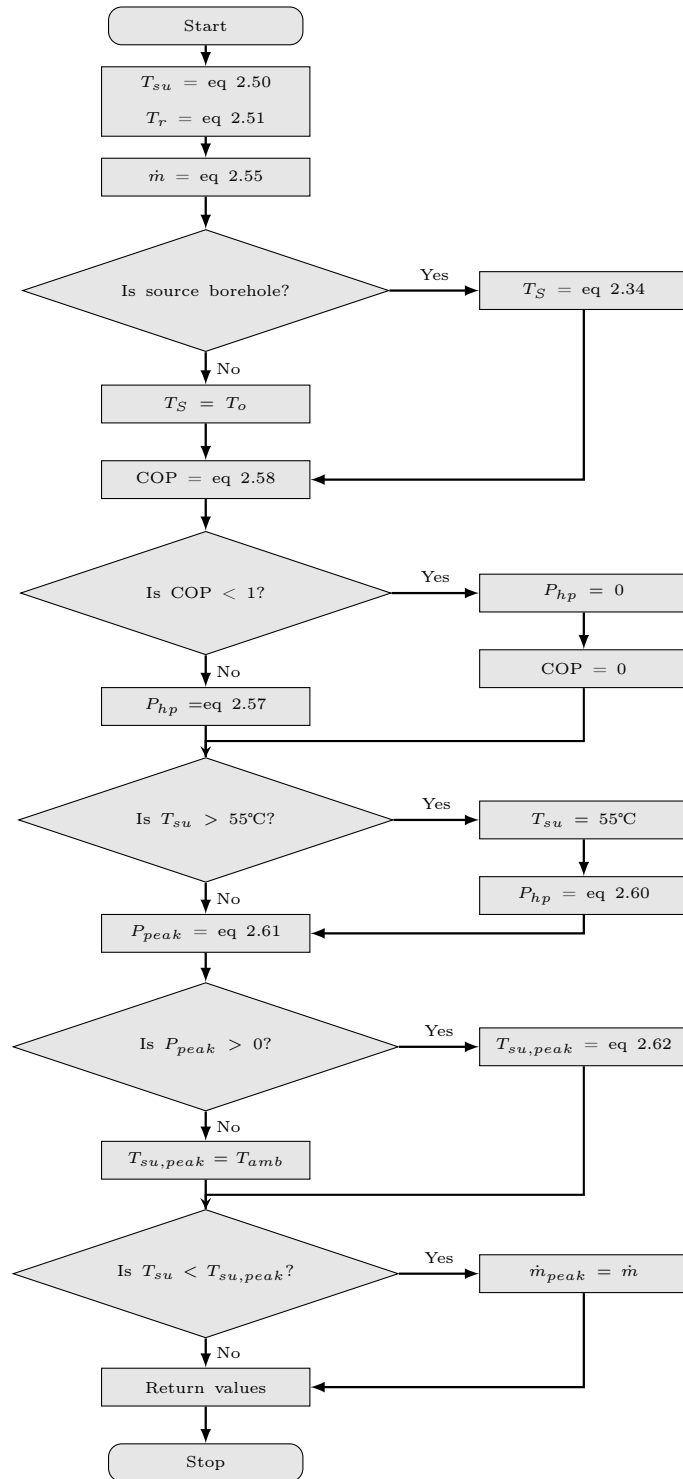 Start
T_su = eq 2.50
T_r = eq 2.51
ṁ = eq 2.55
Is source borehole?
Yes
T_S = eq 2.34
No
T_S = T_o
COP = eq 2.58
Is COP < 1?
Yes
P_hp = 0
No
COP = 0
P_hp =eq 2.57
Is T_su > 55℃?
Yes
T_su = 55℃
No
P_hp = eq 2.60
P_peak = eq 2.61
Is P_peak > 0?
Yes
T_su,peak = eq 2.62
No
T_su,peak = T_amb
Is T_su < T_su,peak?
Yes
ṁ_peak = ṁ
No
Return values
Stop